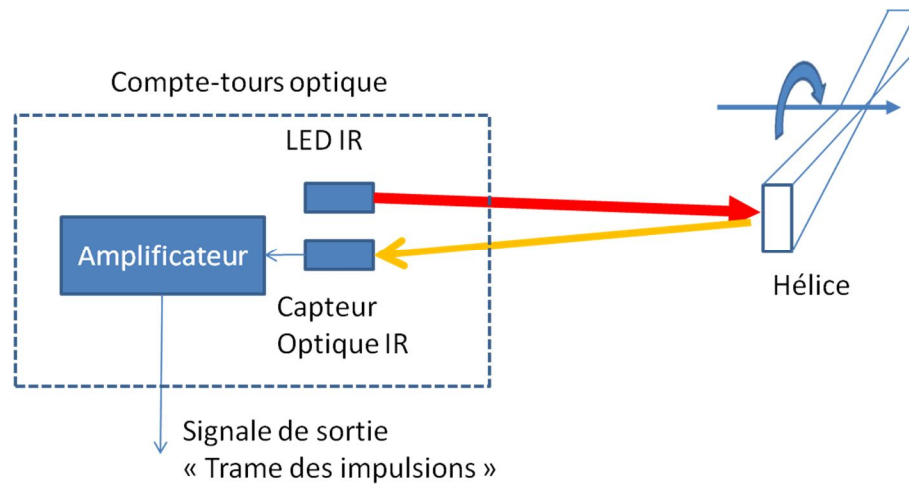 Compte-tours optique
LED IR
Amplificateur
Capteur
Optique IR
Hélice
Signale de sortie
« Trame des impulsions »